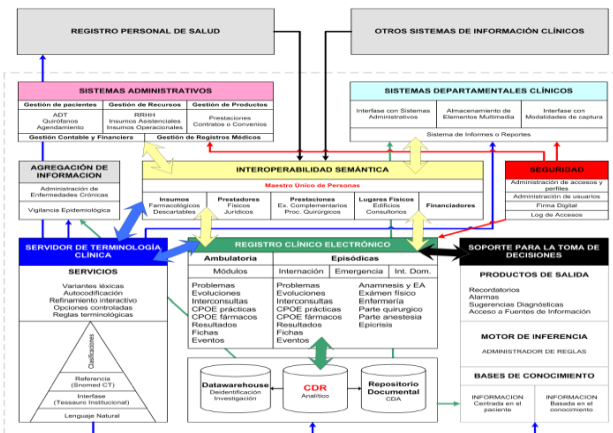 REGISTRO PERSONAL DE SALUD
OTROS SISTEMAS DE INFORMACIÓN CLÍNICOS
SISTEMAS ADMINISTRATIVOS
Gestión de pacientes
Gestión de Recursos
Gestión de Productos
ADT
Quirófanos
Agendamiento
RRHH
Insumos Asistenciales
Insumos Operacionales
Prestaciones
Contratos o Convenios
Gestión Contable y Financiera
Gestión de Registros Médicos
SISTEMAS DEPARTAMENTALES CLÍNICOS
Interfase con Sistemas
Administrativos
Almacenamiento de
Elementos Multimedia
Interfase con
Modalidades de captura
Sistema de Informes o Reportes
AGREGACIÓN DE
INFORMACION
Administración de
Enfermedades Crónicas
Vigilancia Epidemiológica
INTEROPERABILIDAD SEMÁNTICA
Maestro Único de Personas
Insumos
Farmacológicos
Descartables
Prestadores
Físicos
Jurídicos
Prestaciones
Ex. Complementarios
Proc. Quirúrgicos
Lugares Físicos
Edificios
Consultorios
Financiadores
SEGURIDAD
Administración de accesos y
perfiles
Administración de usuarios
Firma Digital
Log de Accesos
SERVIDOR DE TERMINOLOGÍA
CLÍNICA
SERVICIOS
Variantes léxicas
Autocodificación
Refinamiento interactivo
Opciones controladas
Reglas terminológicas
Clasificaciones
Referencia
(Snomed CT)
Interfase
(Tesauro Institucional)
Lenguaje Natural
REGISTRO CLÍNICO ELECTRÓNICO
Ambulatoria
Episódicas
Módulos
Internación
Emergencia
Int. Dom.
Problemas
Evoluciones
Interconsultas
CPOE prácticas
CPOE fármacos
Resultados
Fichas
Eventos
Problemas
Evoluciones
Interconsultas
CPOE prácticas
CPOE fármacos
Resultados
Fichas
Eventos
Anamnesis y EA
Exámen físico
Enfermería
Parte quirurgico
Parte anestesia
Epicrisis
Datawarehouse
Deidentificación
Investigación
CDR
Analítico
Repositorio
Documental
CDA
SOPORTE PARA LA TOMA DE
DECISIONES
PRODUCTOS DE SALIDA
Recordatorios
Alarmas
Sugerencias Diagnósticas
Acceso a Fuentes de Información
MOTOR DE INFERENCIA
ADMINISTRADOR DE REGLAS
BASES DE CONOCIMIENTO
INFORMACION
Centrada en el
paciente
INFORMACION
Basada en el
conocimiento